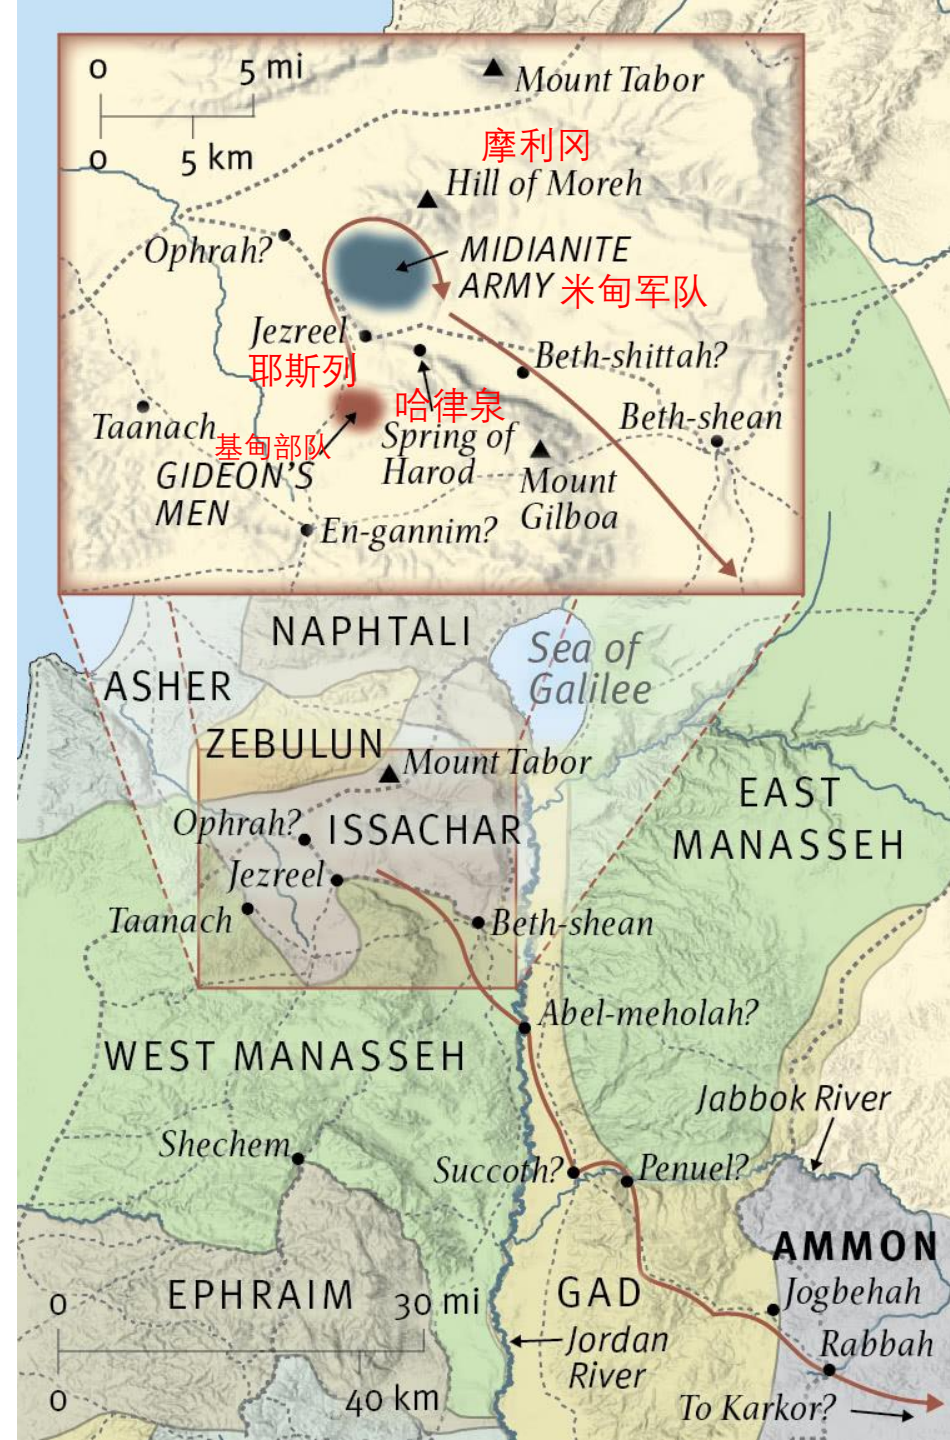 0 5 mi
0 5 km
Mount Tabor
摩利冈
Hill of Moreh
Ophrah?
MIDIANITE
ARMY 米甸军队
Jezreel
耶斯列
Beth-shittah?
哈律泉
Taanach
基甸部队
GIDEON'S
MEN
Spring of
Harod
Beth-shean
Mount
Gilboa
En-gannim?
NAPHTALI
Sea of
Galilee
ASHER
ZEBULUN
Mount Tabor
EAST
MANASSEH
Ophrah?
ISSACHAR
Jezreel
Taanach
Beth-shean
Abel-meholah?
WEST MANASSEH
Jabbok River
Shechem
Succoth?
Penuel?
AMMON
EPHRAIM
GAD
Jogbehah
0 30 mi
Jordan
River
Rabbah
0 40 km
To Karkor?